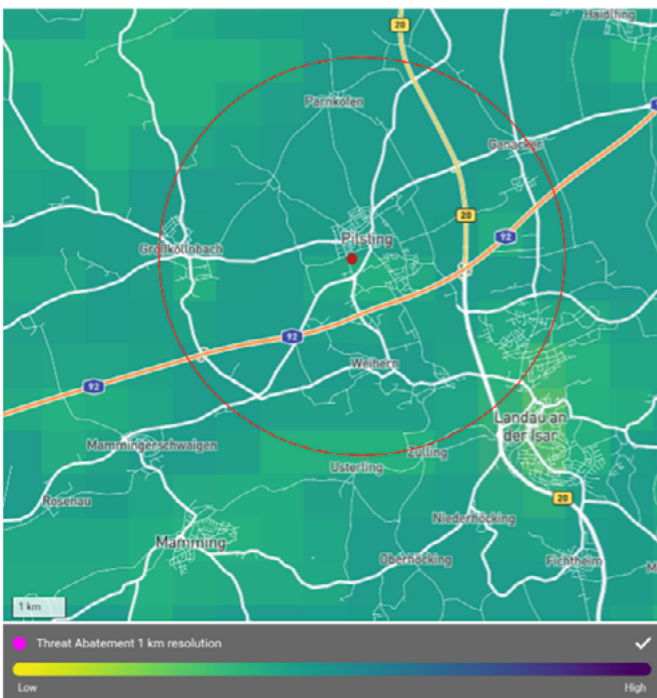 20
Haidlfing
Parnkofen
Ganacker
20
92
Pilsting
Großköllnbach
92
Weihern
92
Landau an
der Isar
Mammingerschwaigen
Zulling
Usterling
Rosenau
20
Niederhöcking
Mamming
Oberhöcking
Fichtheim
M
1 km
Threat Abatement 1 km resolution
Low
High